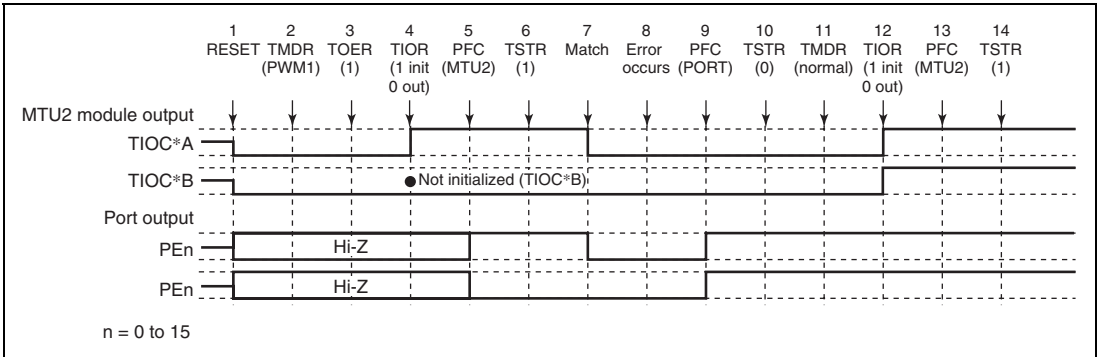 1 2 3 4 5 6 7 8 9 10 11 12 13 14
RESET TMDR TOER TIOR PFC TSTR Match Error PFC TSTR TMDR TIOR PFC TSTR
(PWM1) (1) (1 init (MTU2) (1) occurs (PORT) (0) (normal) (1 init (MTU2) (1)
0 out) 0 out)
MTU2 module output
TIOC*A
TIOC*B Not initialized (TIOC*B)
Port output
PEn Hi-Z
PEn Hi-Z
n = 0 to 15